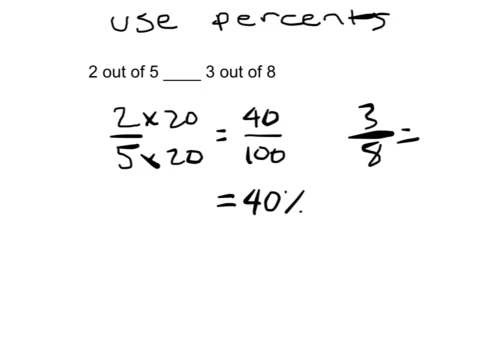 use percents
2 out of 5 ____ 3 out of 8
2 x 20 / 5 x 20 = 40 / 100
= 40%
3 / 8 =